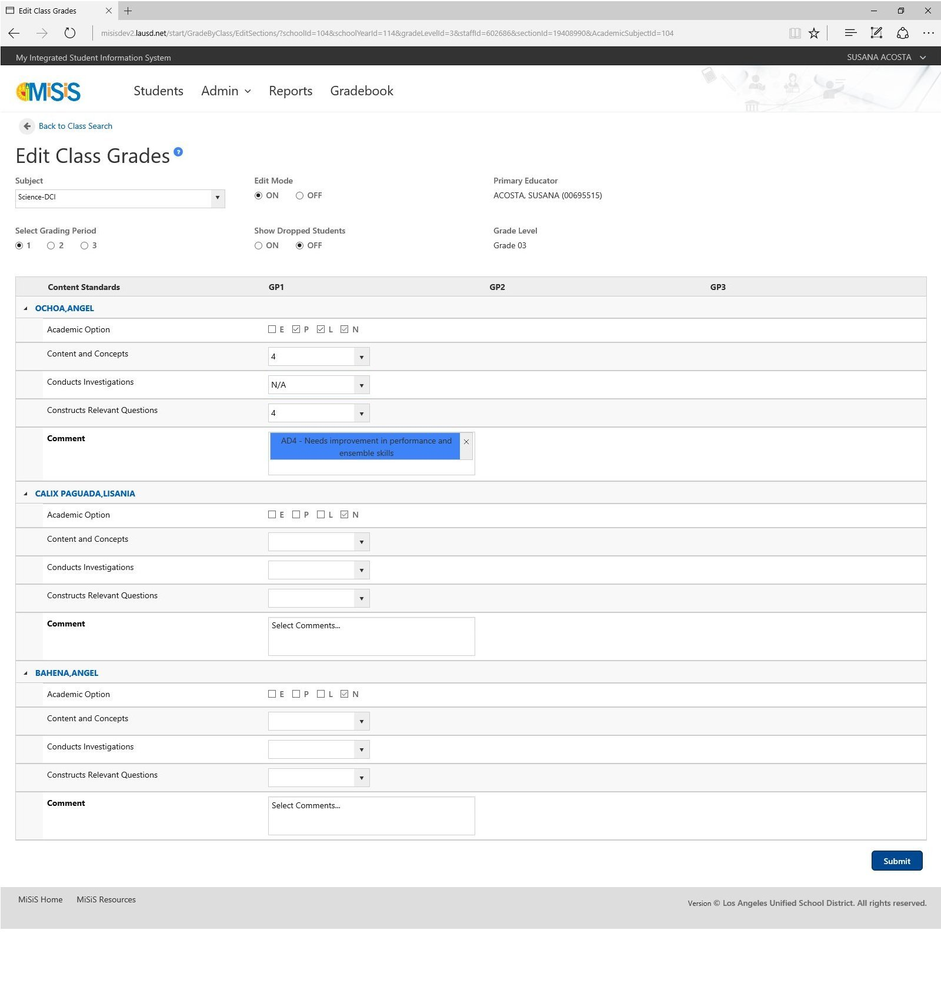 Edit Class Grades
misisdev2.lausd.net/start/GradeByClass/EditSections/?schoolId=104&schoolYearId=114&gradeLevelId=3&staffId=602686&sectionId=19408990&AcademicSubjectId=104
My Integrated Student Information System SUSANA ACOSTA
MiSiS Students Admin Reports Gradebook
Back to Class Search
Edit Class Grades ?
Subject Edit Mode Primary Educator
Science-DCI ON OFF ACOSTA, SUSANA (00695515)
Select Grading Period Show Dropped Students Grade Level
1 2 3 ON OFF Grade 03
Content Standards GP1 GP2 GP3
OCHOA,ANGEL
Academic Option E P L N
Content and Concepts 4
Conducts Investigations N/A
Constructs Relevant Questions 4
Comment AD4 - Needs improvement in performance and
ensemble skills
CALIX PAGUADA,LISANIA
Academic Option E P L N
Content and Concepts
Conducts Investigations
Constructs Relevant Questions
Comment Select Comments...
BAHENA,ANGEL
Academic Option E P L N
Content and Concepts
Conducts Investigations
Constructs Relevant Questions
Comment Select Comments...
Submit
MiSiS Home MiSiS Resources Version © Los Angeles Unified School District. All rights reserved.